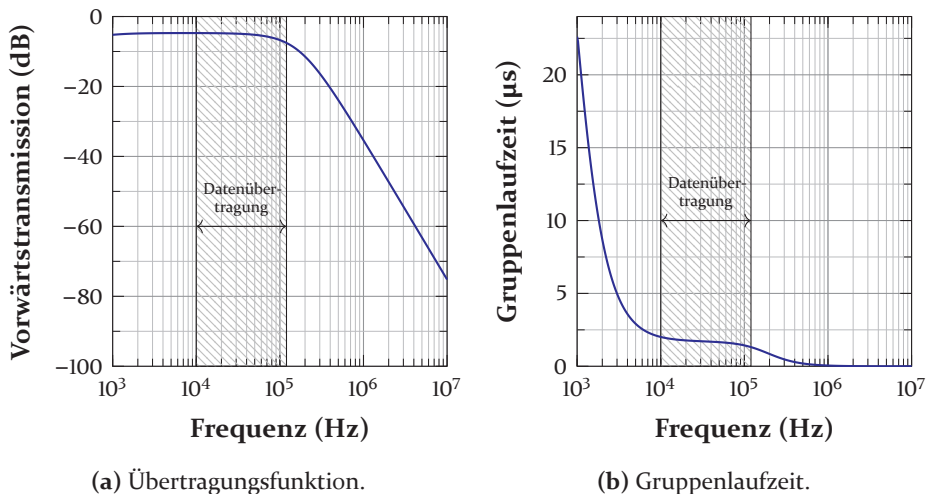 0
−20
−40
−60
−80
−100
10³ 10⁴ 10⁵ 10⁶ 10⁷
Vorwärtstransmission (dB)
Frequenz (Hz)
Datenüber-
tragung
(a) Übertragungsfunktion.
20
15
10
5
0
10³ 10⁴ 10⁵ 10⁶ 10⁷
Gruppenlaufzeit (µs)
Frequenz (Hz)
Datenüber-
tragung
(b) Gruppenlaufzeit.